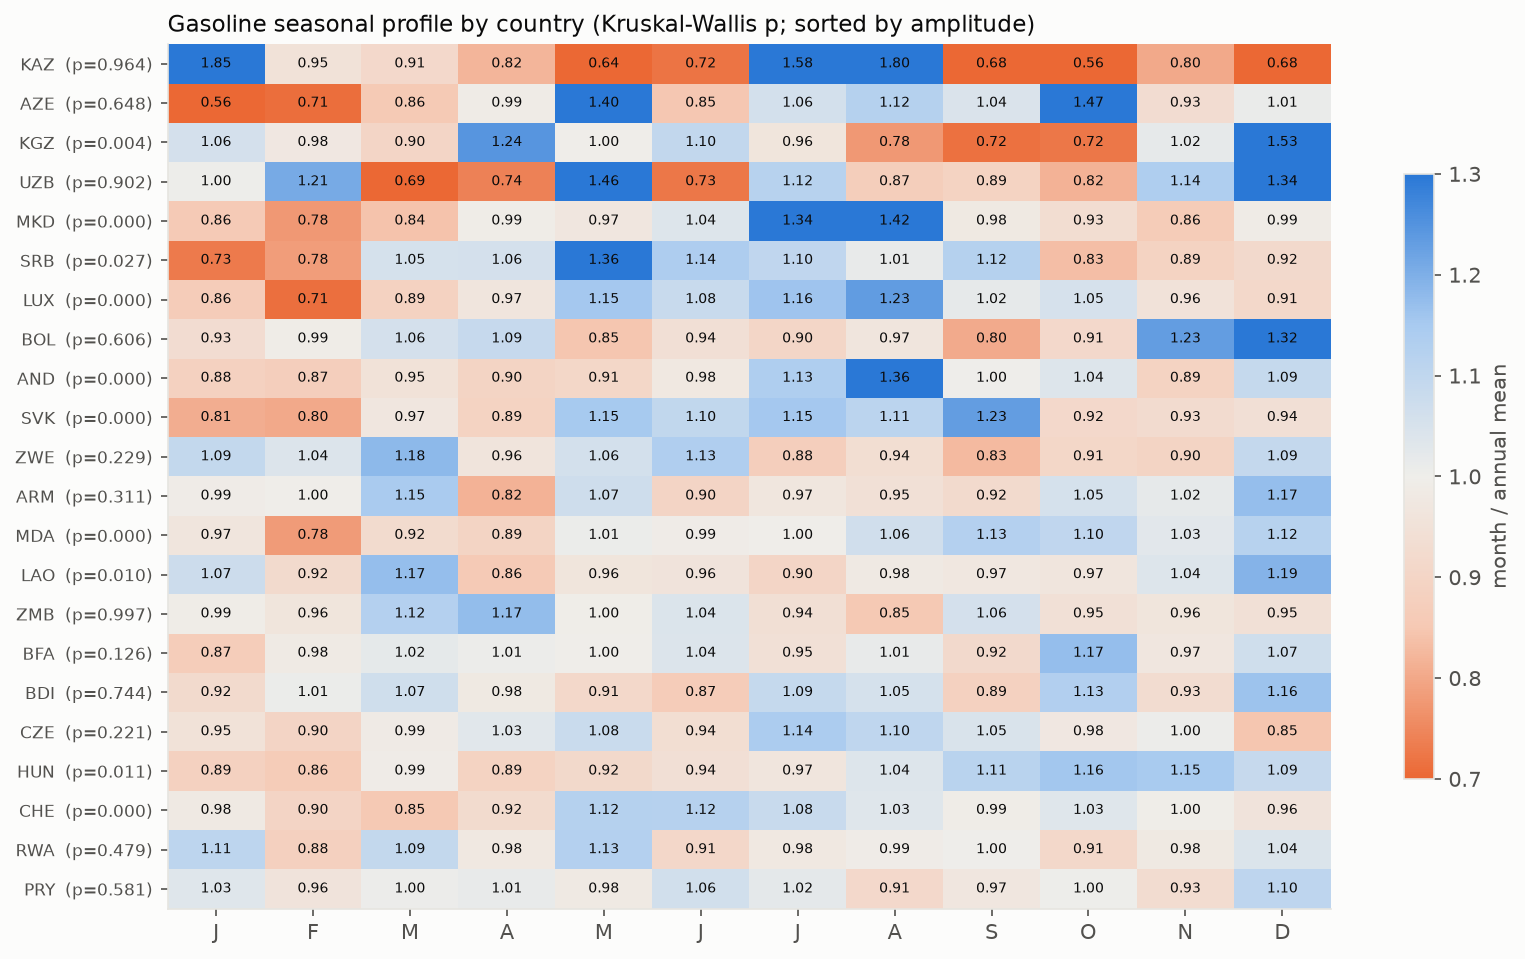 Gasoline seasonal profile by country (Kruskal-Wallis p; sorted by amplitude)
KAZ (p=0.964) 1.85 0.95 0.91 0.82 0.64 0.72 1.58 1.80 0.68 0.56 0.80 0.68
AZE (p=0.648) 0.56 0.71 0.86 0.99 1.40 0.85 1.06 1.12 1.04 1.47 0.93 1.01
KGZ (p=0.004) 1.06 0.98 0.90 1.24 1.00 1.10 0.96 0.78 0.72 0.72 1.02 1.53
UZB (p=0.902) 1.00 1.21 0.69 0.74 1.46 0.73 1.12 0.87 0.89 0.82 1.14 1.34
MKD (p=0.000) 0.86 0.78 0.84 0.99 0.97 1.04 1.34 1.42 0.98 0.93 0.86 0.99
SRB (p=0.027) 0.73 0.78 1.05 1.06 1.36 1.14 1.10 1.01 1.12 0.83 0.89 0.92
LUX (p=0.000) 0.86 0.71 0.89 0.97 1.15 1.08 1.16 1.23 1.02 1.05 0.96 0.91
BOL (p=0.606) 0.93 0.99 1.06 1.09 0.85 0.94 0.90 0.97 0.80 0.91 1.23 1.32
AND (p=0.000) 0.88 0.87 0.95 0.90 0.91 0.98 1.13 1.36 1.00 1.04 0.89 1.09
SVK (p=0.000) 0.81 0.80 0.97 0.89 1.15 1.10 1.15 1.11 1.23 0.92 0.93 0.94
ZWE (p=0.229) 1.09 1.04 1.18 0.96 1.06 1.13 0.88 0.94 0.83 0.91 0.90 1.09
ARM (p=0.311) 0.99 1.00 1.15 0.82 1.07 0.90 0.97 0.95 0.92 1.05 1.02 1.17
MDA (p=0.000) 0.97 0.78 0.92 0.89 1.01 0.99 1.00 1.06 1.13 1.10 1.03 1.12
LAO (p=0.010) 1.07 0.92 1.17 0.86 0.96 0.96 0.90 0.98 0.97 0.97 1.04 1.19
ZMB (p=0.997) 0.99 0.96 1.12 1.17 1.00 1.04 0.94 0.85 1.06 0.95 0.96 0.95
BFA (p=0.126) 0.87 0.98 1.02 1.01 1.00 1.04 0.95 1.01 0.92 1.17 0.97 1.07
BDI (p=0.744) 0.92 1.01 1.07 0.98 0.91 0.87 1.09 1.05 0.89 1.13 0.93 1.16
CZE (p=0.221) 0.95 0.90 0.99 1.03 1.08 0.94 1.14 1.10 1.05 0.98 1.00 0.85
HUN (p=0.011) 0.89 0.86 0.99 0.89 0.92 0.94 0.97 1.04 1.11 1.16 1.15 1.09
CHE (p=0.000) 0.98 0.90 0.85 0.92 1.12 1.12 1.08 1.03 0.99 1.03 1.00 0.96
RWA (p=0.479) 1.11 0.88 1.09 0.98 1.13 0.91 0.98 0.99 1.00 0.91 0.98 1.04
PRY (p=0.581) 1.03 0.96 1.00 1.01 0.98 1.06 1.02 0.91 0.97 1.00 0.93 1.10
J F M A M J J A S O N D
1.3
1.2
1.1
1.0
0.9
0.8
0.7
month / annual mean